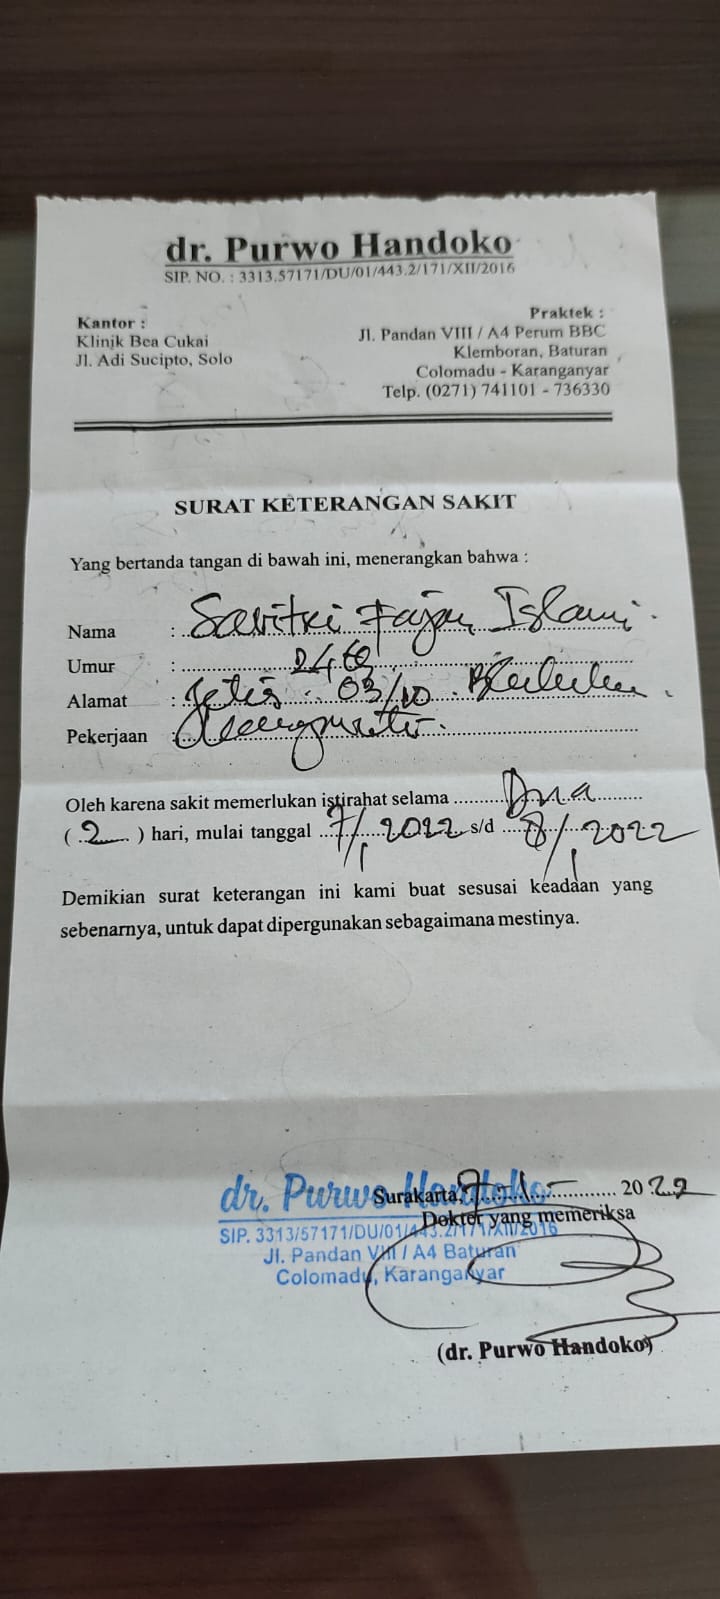 dr. Purwo Handoko
SIP. NO. : 3313.57171/DU/01/443.2/171/XII/2016
Kantor :
Klinik Bea Cukai
Jl. Adi Sucipto, Solo
Praktek :
Jl. Pandan VIII / A4 Perum BBC
Klemboran, Baturan
Colomadu - Karanganyar
Telp. (0271) 741101 - 736330
SURAT KETERANGAN SAKIT
Yang bertanda tangan di bawah ini, menerangkan bahwa :
Nama : Savitri Fajar Islami
Umur : 24
Alamat : Jetis 03/10
Pekerjaan :
Oleh karena sakit memerlukan istirahat selama Dua
( 2 ) hari, mulai tanggal 7/1 2022 s/d 8/1 2022
Demikian surat keterangan ini kami buat sesusai keadaan yang
sebenarnya, untuk dapat dipergunakan sebagaimana mestinya.
Surakarta, 7 - 1 - 2022
Dokter yang memeriksa
dr. Purwo Handoko
SIP. 3313/57171/DU/01/443.2/171/XII/2016
Jl. Pandan VIII / A4 Baturan
Colomadu, Karanganyar
(dr. Purwo Handoko)